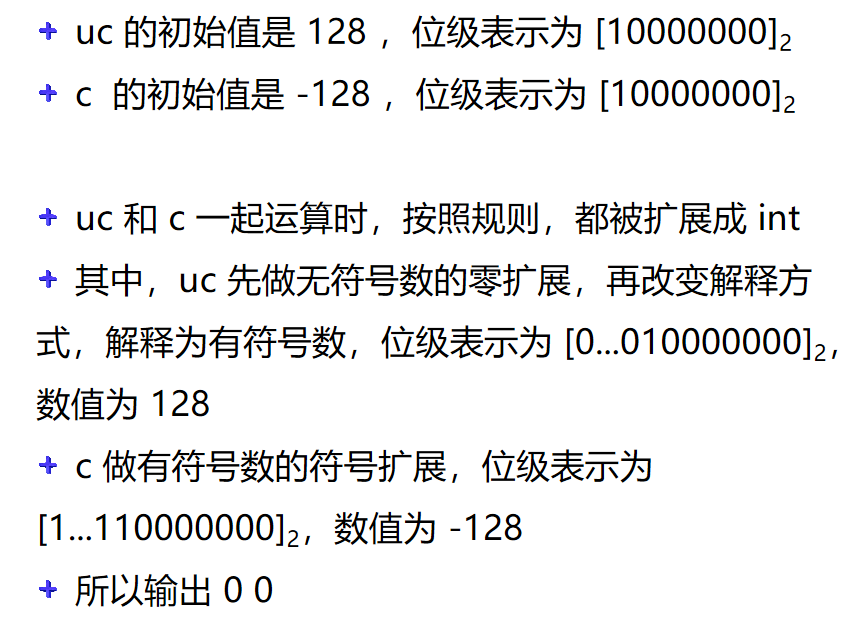 uc 的初始值是 128 ，位级表示为 [10000000]₂
c 的初始值是 -128 ，位级表示为 [10000000]₂
uc 和 c 一起运算时，按照规则，都被扩展成 int
其中，uc 先做无符号数的零扩展，再改变解释方
式，解释为有符号数，位级表示为 [0...010000000]₂，
数值为 128
c 做有符号数的符号扩展，位级表示为
[1...110000000]₂，数值为 -128
所以输出 0 0